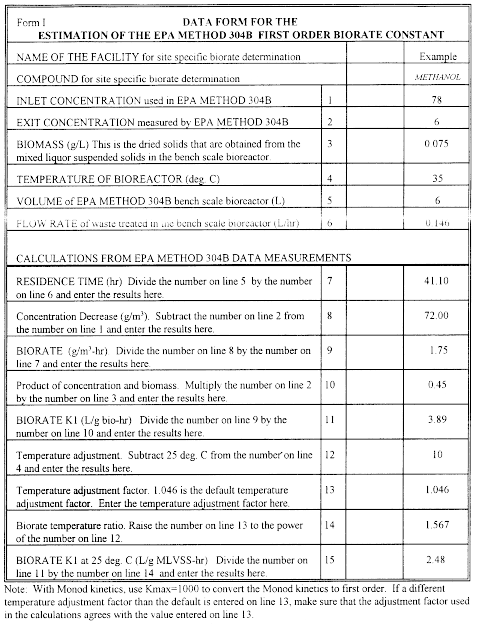 Form I DATA FORM FOR THE
ESTIMATION OF THE EPA METHOD 304B FIRST ORDER BIORATE CONSTANT
NAME OF THE FACILITY for site specific biorate determination Example
COMPOUND for site specific biorate determination METHANOL
INLET CONCENTRATION used in EPA METHOD 304B 1 78
EXIT CONCENTRATION measured by EPA METHOD 304B 2 6
BIOMASS (g/L) This is the dried solids that are obtained from the 3 0.075
mixed liquor suspended solids in the bench scale bioreactor
TEMPERATURE OF BIOREACTOR (deg. C) 4 35
VOLUME of EPA METHOD 304B bench scale bioreactor (L) 5 6
FLOW RATE of waste treated in the bench scale bioreactor (L/hr) 6 0.146
CALCULATIONS FROM EPA METHOD 304B DATA MEASUREMENTS
RESIDENCE TIME (hr) Divide the number on line 5 by the number 7 41.10
on line 6 and enter the results here.
Concentration Decrease (g/m³). Subtract the number on line 2 from 8 72.00
the number on line 1 and enter the results here.
BIORATE (g/m³-hr) Divide the number on line 8 by the number on 9 1.75
line 7 and enter the results here.
Product of concentration and biomass. Multiply the number on line 2 10 0.45
by the number on line 3 and enter the results here.
BIORATE K1 (L/g bio-hr) Divide the number on line 9 by the 11 3.89
number on line 10 and enter the results here.
Temperature adjustment. Subtract 25 deg. C from the number on line 12 10
4 and enter the results here.
Temperature adjustment factor. 1.046 is the default temperature 13 1.046
adjustment factor. Enter the temperature adjustment factor here.
Biorate temperature ratio. Raise the number on line 13 to the power 14 1.567
of the number on line 12.
BIORATE K1 at 25 deg. C (L/g MLVSS-hr) Divide the number on 15 2.48
line 11 by the number on line 14 and enter the results here.
Note. With Monod kinetics, use Kmax=1000 to convert the Monod kinetics to first order. If a different
temperature adjustment factor than the default is entered on line 13, make sure that the adjustment factor used
in the calculations agrees with the value entered on line 13.